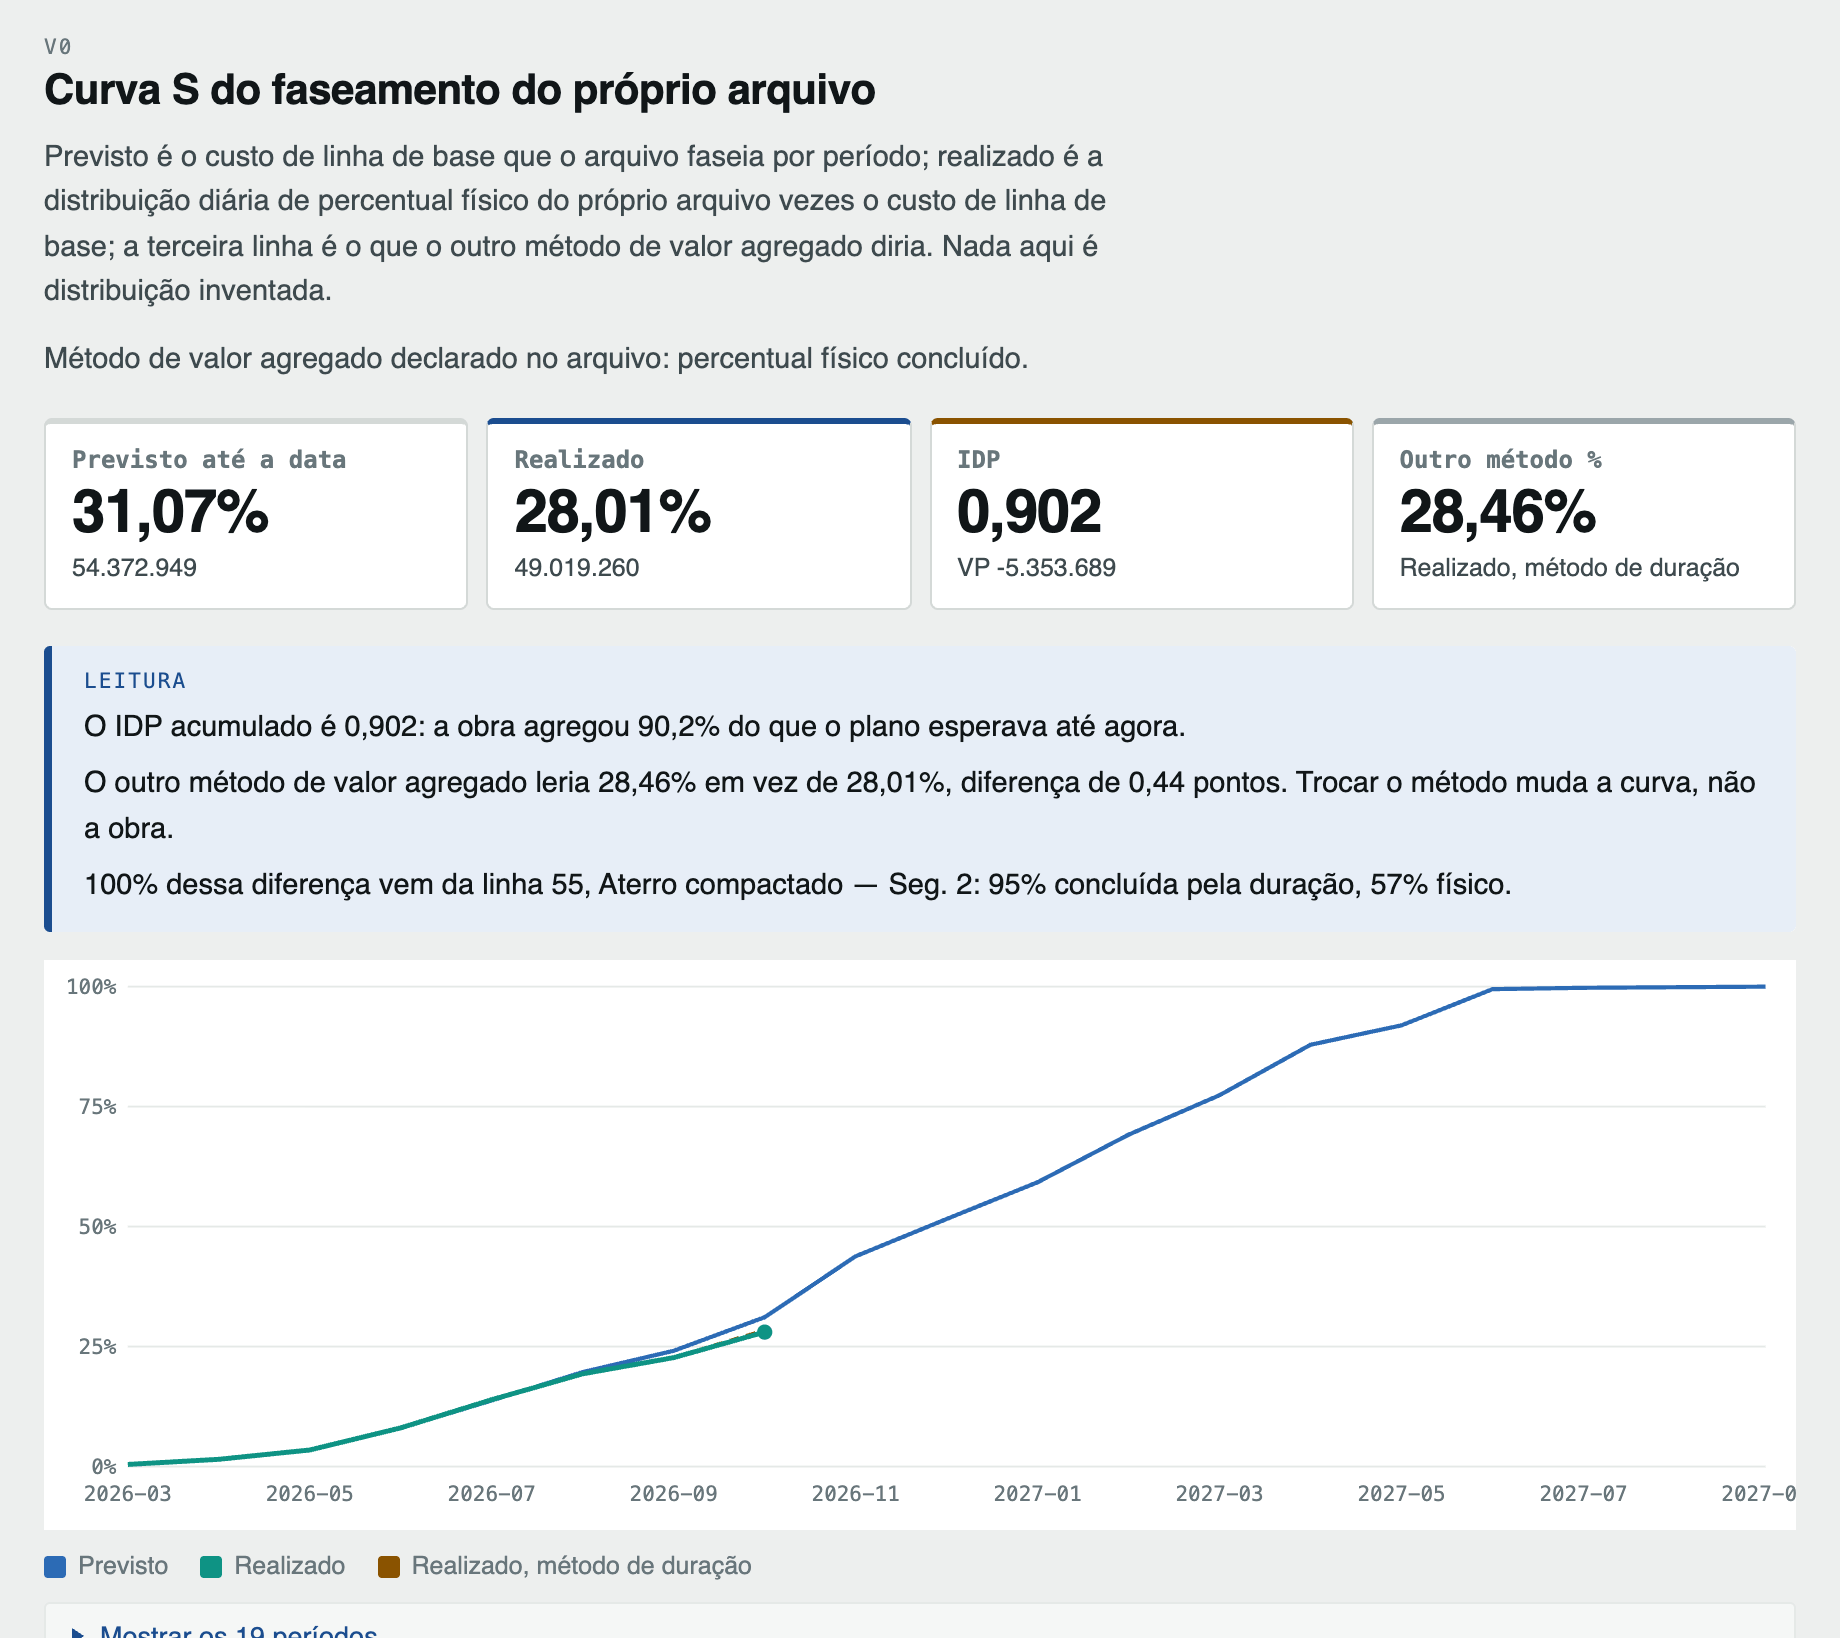 V0
Curva S do faseamento do próprio arquivo
Previsto é o custo de linha de base que o arquivo faseia por período; realizado é a
distribuição diária de percentual físico do próprio arquivo vezes o custo de linha de
base; a terceira linha é o que o outro método de valor agregado diria. Nada aqui é
distribuição inventada.
Método de valor agregado declarado no arquivo: percentual físico concluído.
Previsto até a data
31,07%
54.372.949
Realizado
28,01%
49.019.260
IDP
0,902
VP -5.353.689
Outro método %
28,46%
Realizado, método de duração
LEITURA
O IDP acumulado é 0,902: a obra agregou 90,2% do que o plano esperava até agora.
O outro método de valor agregado leria 28,46% em vez de 28,01%, diferença de 0,44 pontos. Trocar o método muda a curva, não
a obra.
100% dessa diferença vem da linha 55, Aterro compactado — Seg. 2: 95% concluída pela duração, 57% físico.
100%
75%
50%
25%
0%
2026-03 2026-05 2026-07 2026-09 2026-11 2027-01 2027-03 2027-05 2027-07 2027-0
Previsto Realizado Realizado, método de duração
Mostrar os 19 períodos